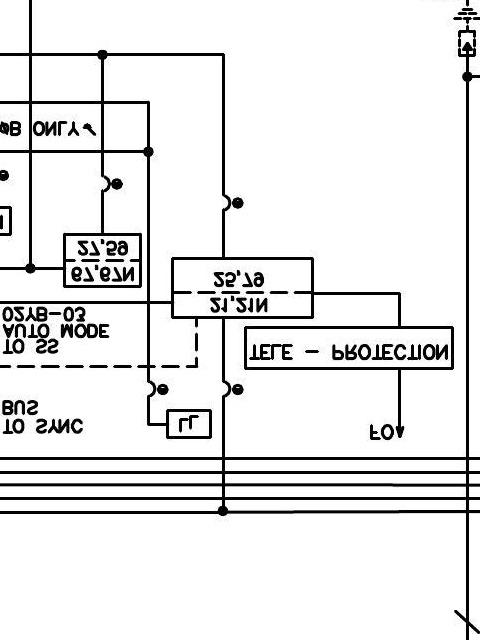 FO
TO SYNC
BUS
LL
TELE - PROTECTION
TO SS
AUTO MODE
02YB-03
21,21N
25,79
67,67N
27,59
ØB ONLY